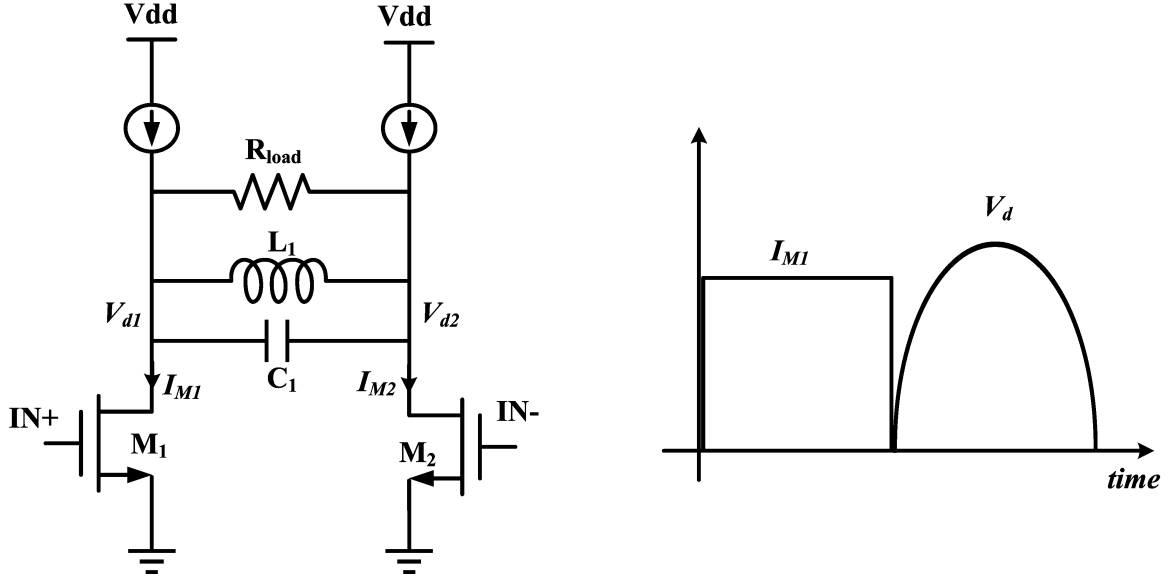 Vdd
Vdd
Rload
L1
Vd1
Vd2
C1
IM1
IM2
IN+
IN-
M1
M2
Vd
IM1
time